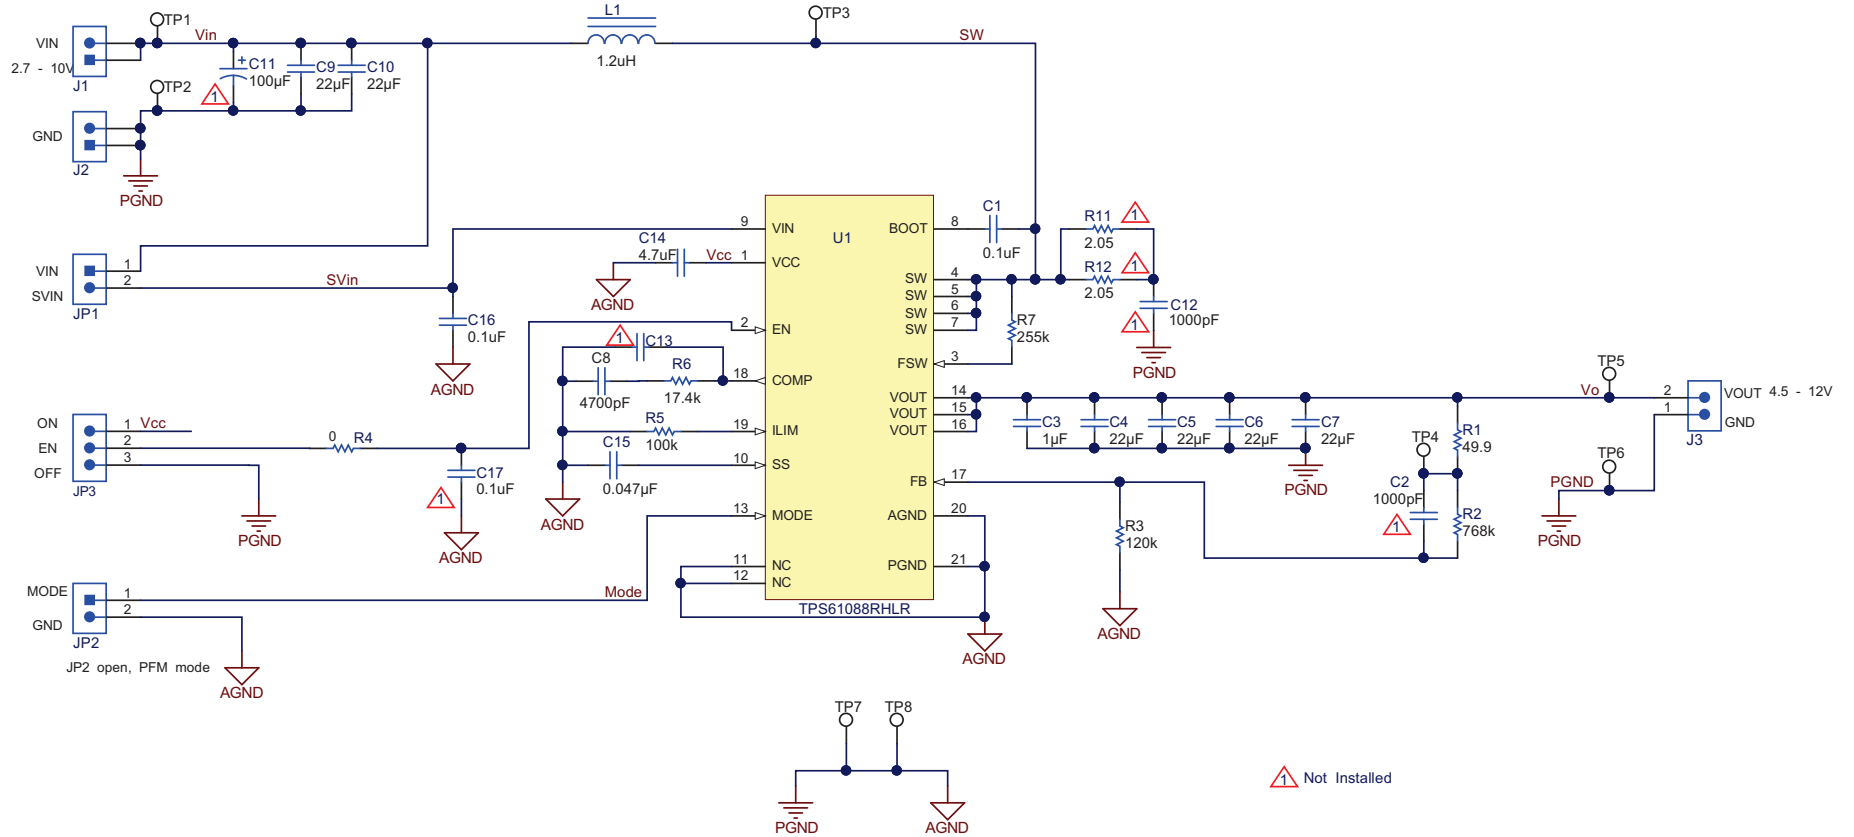 TP1
L1
TP3
VIN
Vin
SW
2.7 - 10V
J1
+
C11
100µF
C9
22µF
C10
22µF
1.2uH
TP2
1
GND
J2
PGND
VIN
SVIN
1
2
JP1
SVin
C16
0.1uF
AGND
C14
4.7uF
Vcc
AGND
9 VIN
1 VCC
2 EN
18 COMP
19 ILIM
10 SS
13 MODE
11 NC
12 NC
U1
TPS61088RHLR
BOOT 8
SW 4
SW 5
SW 6
SW 7
FSW 3
VOUT 14
VOUT 15
VOUT 16
FB 17
AGND 20
PGND 21
C1
0.1uF
R11
2.05
1
R12
2.05
1
R7
255k
C12
1000pF
1
PGND
1
C13
C8
4700pF
R6
17.4k
R5
100k
C15
0.047µF
AGND
C3
1µF
C4
22µF
C5
22µF
C6
22µF
C7
22µF
PGND
Vo
TP5
2
1
VOUT 4.5 - 12V
GND
J3
TP4
R1
49.9
C2
1000pF
1
R2
768k
TP6
PGND
PGND
ON
EN
OFF
1
2
3
Vcc
JP3
0
R4
C17
0.1uF
1
PGND
AGND
R3
120k
AGND
MODE
GND
1
2
JP2
Mode
JP2 open, PFM mode
AGND
AGND
TP7
TP8
PGND
AGND
1 Not Installed